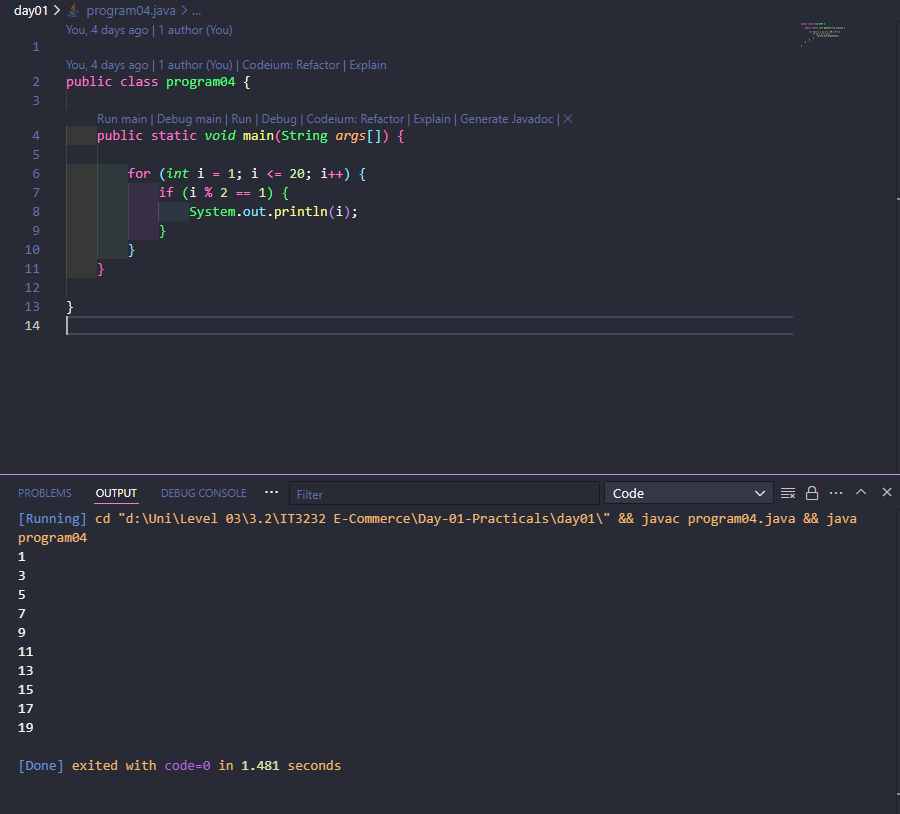 day01 > program04.java > ...
You, 4 days ago | 1 author (You)
1
You, 4 days ago | 1 author (You) | Codeium: Refactor | Explain
2 public class program04 {
3
Run main | Debug main | Run | Debug | Codeium: Refactor | Explain | Generate Javadoc | ×
4 public static void main(String args[]) {
5
6 for (int i = 1; i <= 20; i++) {
7 if (i % 2 == 1) {
8 System.out.println(i);
9 }
10 }
11 }
12
13 }
14
PROBLEMS OUTPUT DEBUG CONSOLE ··· Filter Code
[Running] cd "d:\Uni\Level 03\3.2\IT3232 E-Commerce\Day-01-Practicals\day01\" && javac program04.java && java
program04
1
3
5
7
9
11
13
15
17
19
[Done] exited with code=0 in 1.481 seconds